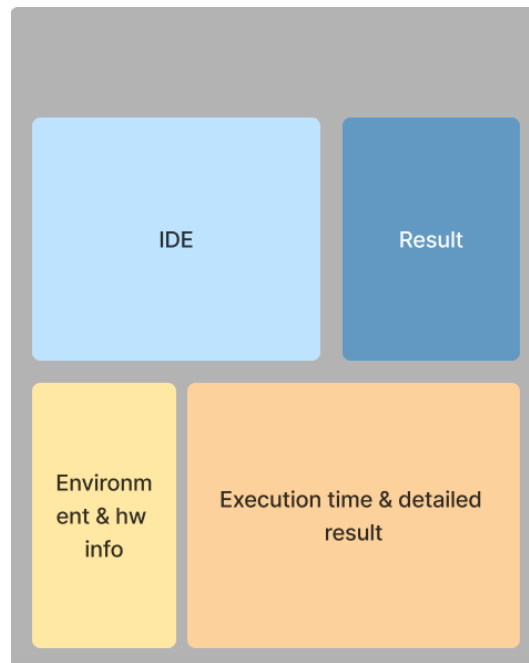 IDE
Result
Environm
ent & hw
info
Execution time & detailed
result